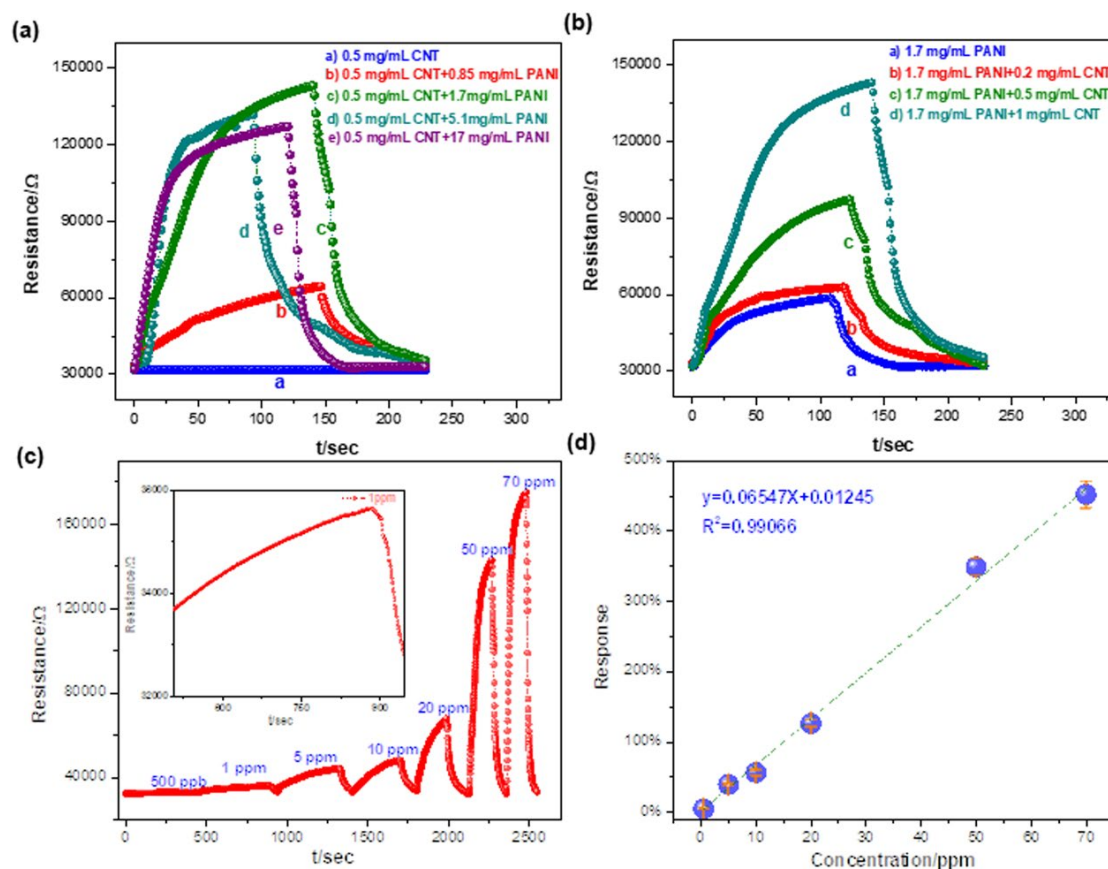 (a)
a) 0.5 mg/mL CNT
b) 0.5 mg/mL CNT+0.85 mg/mL PANI
c) 0.5 mg/mL CNT+1.7mg/mL PANI
d) 0.5 mg/mL CNT+5.1mg/mL PANI
e) 0.5 mg/mL CNT+17 mg/mL PANI
150000
120000
90000
60000
30000
Resistance/Ω
d
e
c
b
a
0
50
100
150
200
250
300
t/sec
(b)
a) 1.7 mg/mL PANI
b) 1.7 mg/mL PANI+0.2 mg/mL CNT
c) 1.7 mg/mL PANI+0.5 mg/mL CNT
d) 1.7 mg/mL PANI+1 mg/mL CNT
150000
120000
90000
60000
30000
Resistance/Ω
d
c
b
a
0
50
100
150
200
250
300
t/sec
(c)
160000
120000
80000
40000
Resistance/Ω
500 ppb
1 ppm
5 ppm
10 ppm
20 ppm
50 ppm
70 ppm
0
500
1000
1500
2000
2500
t/sec
1ppm
36000
34000
32000
Resistance/Ω
600
750
900
t/sec
(d)
y=0.06547X+0.01245
R²=0.99066
500%
400%
300%
200%
100%
0%
Response
0
10
20
30
40
50
60
70
Concentration/ppm